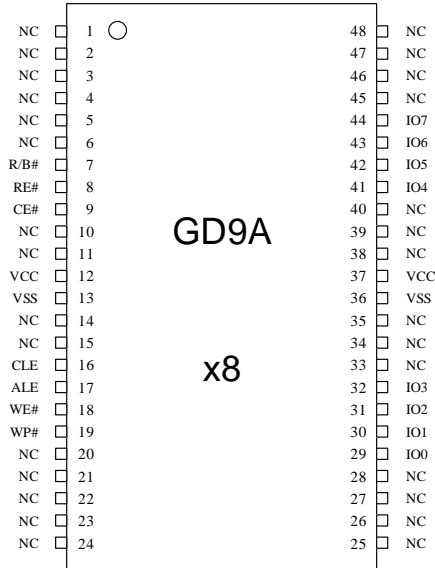 NC 1 48 NC
NC 2 47 NC
NC 3 46 NC
NC 4 45 NC
NC 5 44 IO7
NC 6 43 IO6
R/B# 7 42 IO5
RE# 8 41 IO4
CE# 9 40 NC
NC 10 39 NC
GD9A
NC 11 38 NC
VCC 12 37 VCC
VSS 13 36 VSS
NC 14 35 NC
NC 15 34 NC
CLE 16 33 NC
x8
ALE 17 32 IO3
WE# 18 31 IO2
WP# 19 30 IO1
NC 20 29 IO0
NC 21 28 NC
NC 22 27 NC
NC 23 26 NC
NC 24 25 NC